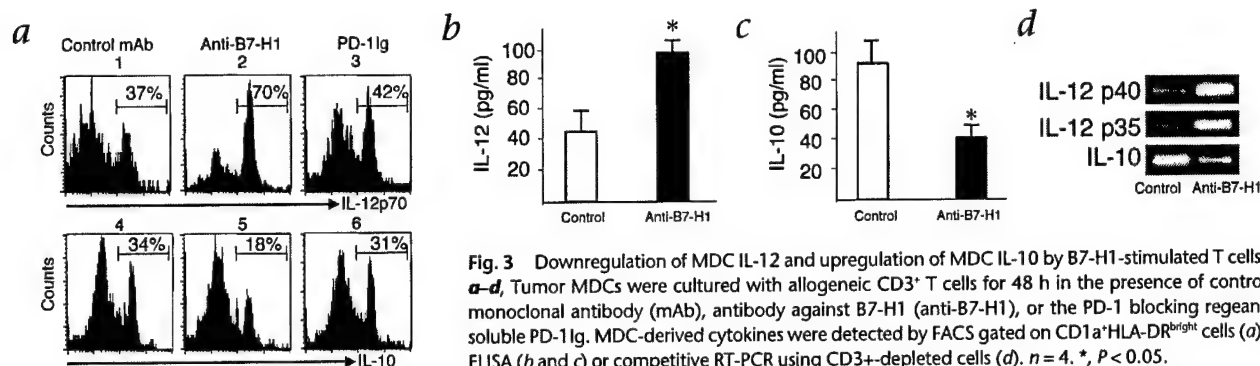 a
Control mAb
1
Anti-B7-H1
2
PD-1Ig
3
Counts
37%
70%
42%
IL-12p70
4
5
6
Counts
34%
18%
31%
IL-10
b
IL-12 (pg/ml)
100
80
60
40
20
*
Control
Anti-B7-H1
c
IL-10 (pg/ml)
100
80
60
40
20
*
Control
Anti-B7-H1
d
IL-12 p40
IL-12 p35
IL-10
Control Anti-B7-H1
Fig. 3 Downregulation of MDC IL-12 and upregulation of MDC IL-10 by B7-H1-stimulated T cells
a–d, Tumor MDCs were cultured with allogeneic CD3+ T cells for 48 h in the presence of contro
monoclonal antibody (mAb), antibody against B7-H1 (anti-B7-H1), or the PD-1 blocking regean
soluble PD-1Ig. MDC-derived cytokines were detected by FACS gated on CD1a+HLA-DRbright cells (a)
ELISA (b and c) or competitive RT-PCR using CD3+-depleted cells (d). n = 4. *, P < 0.05.